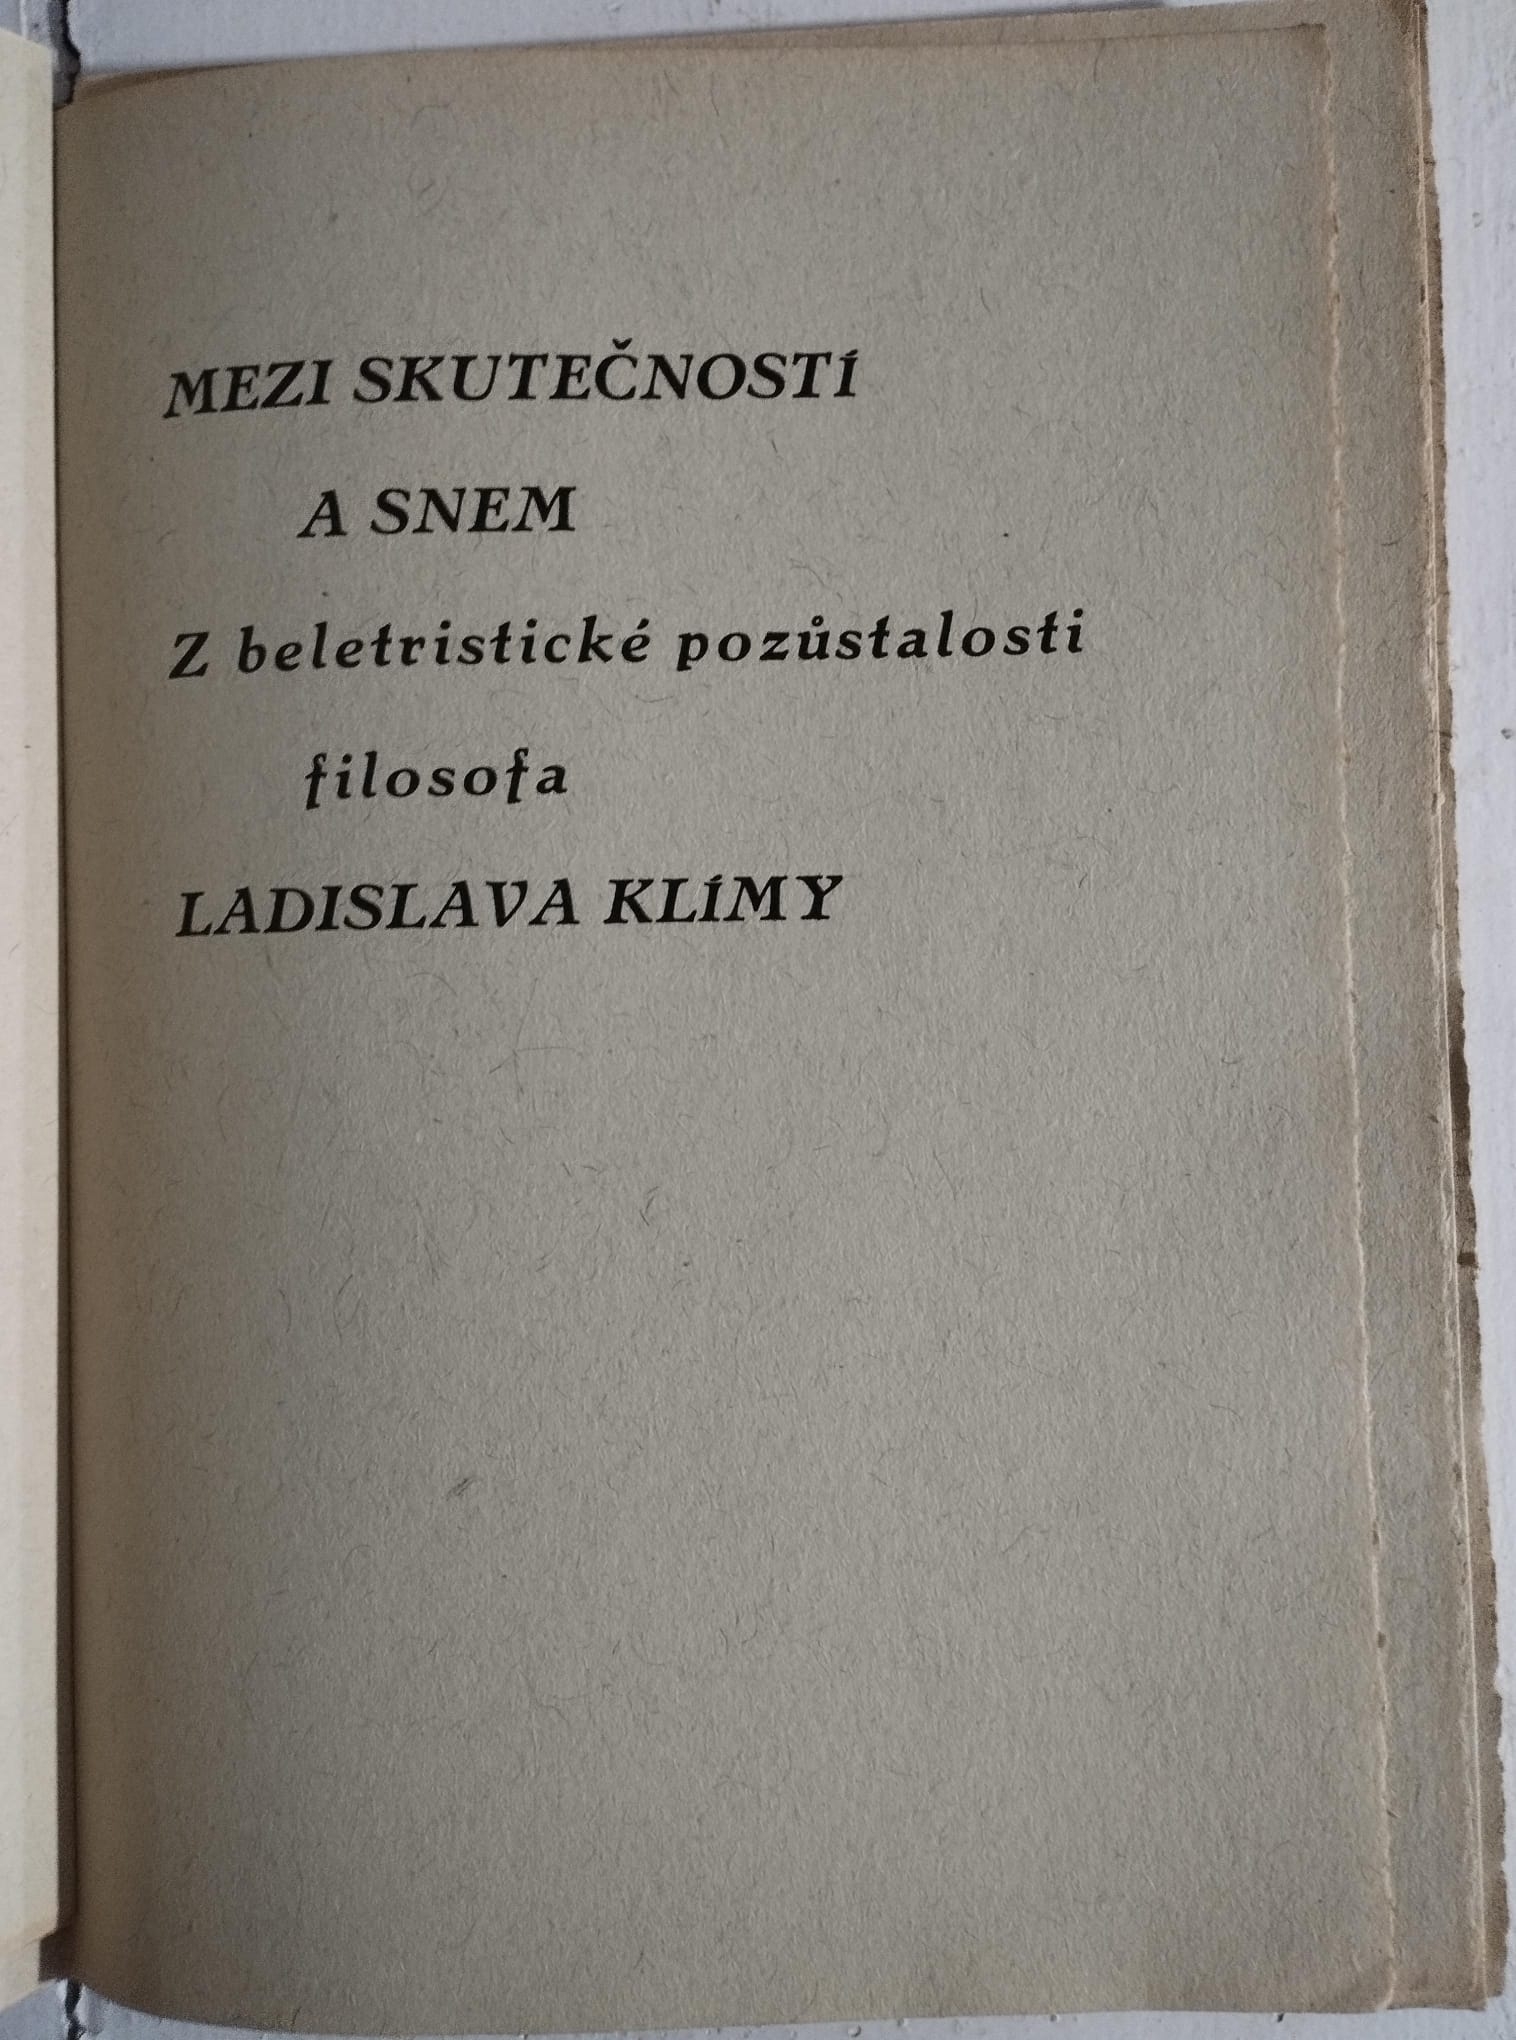 MEZI SKUTEČNOSTÍ
A SNEM
Z beletristické pozůstalosti
filosofa
LADISLAVA KLÍMY